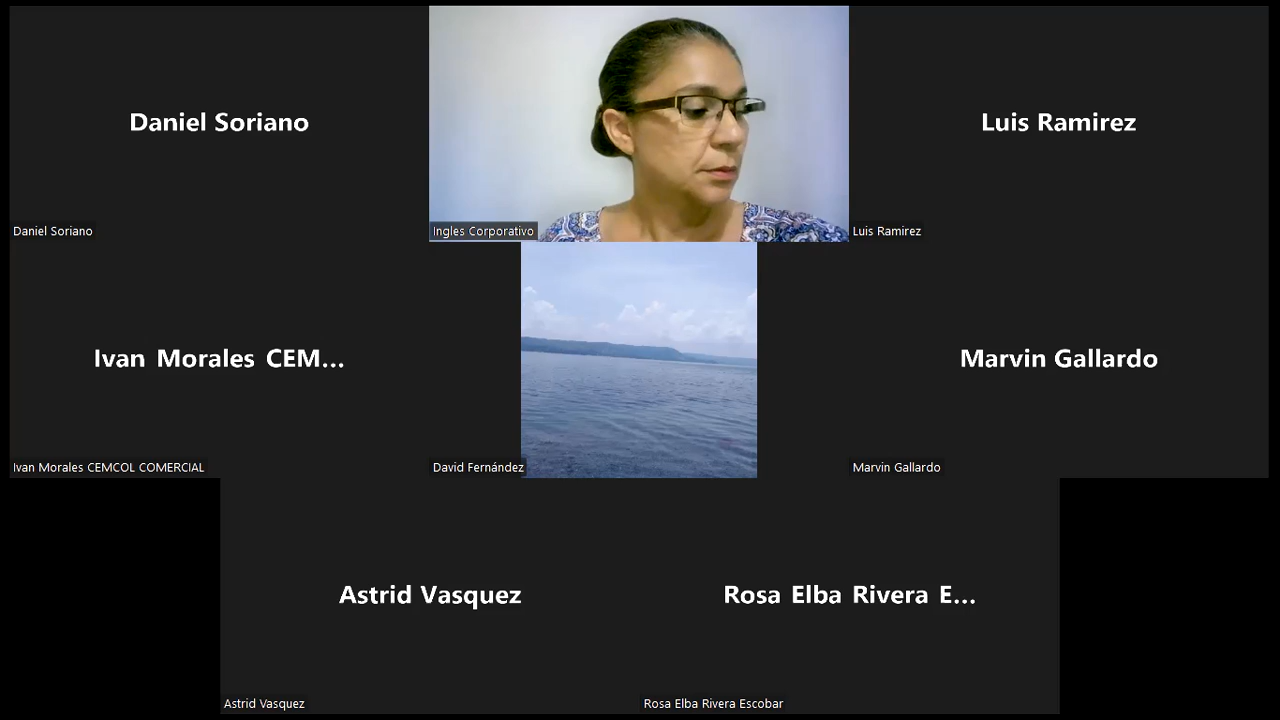 Daniel Soriano
Daniel Soriano
Ingles Corporativo
Luis Ramirez
Luis Ramirez
Ivan Morales CEM...
Ivan Morales CEMCOL COMERCIAL
David Fernández
Marvin Gallardo
Marvin Gallardo
Astrid Vasquez
Astrid Vasquez
Rosa Elba Rivera E...
Rosa Elba Rivera Escobar